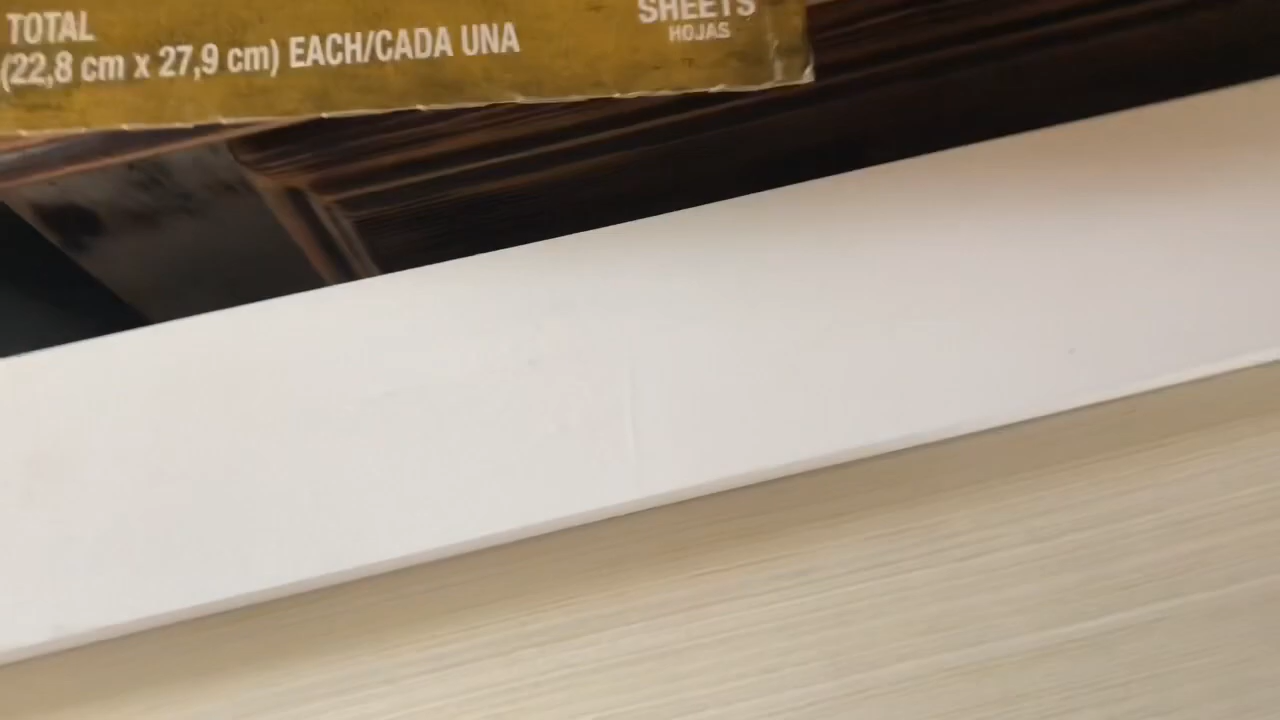 TOTAL
(22,8 cm x 27,9 cm) EACH/CADA UNA
SHEETS
HOJAS